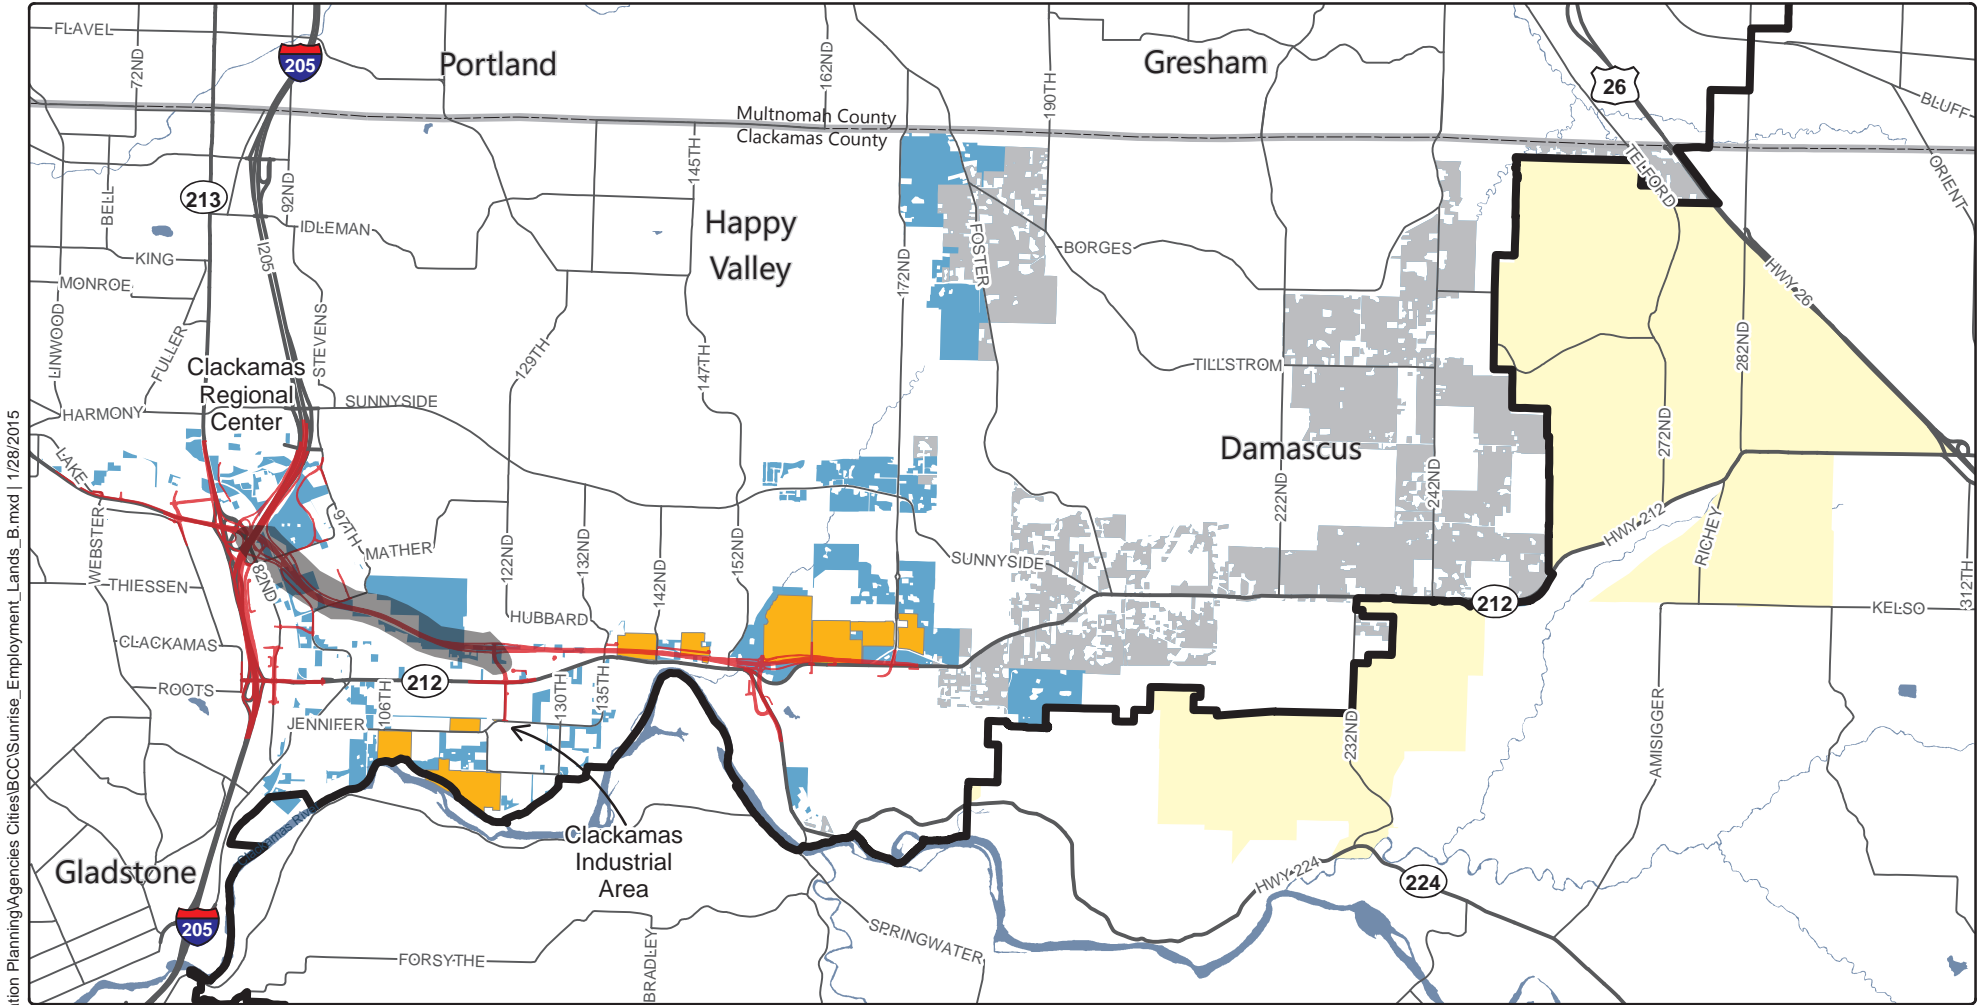 FLAVEL
72ND
205
Portland
162ND
190TH
Gresham
26
BLUFF
Multnomah County
Clackamas County
ORIENT
TELFORD
213
BELL
92ND
IDLEMAN
145TH
Happy
Valley
172ND
FOSTER
BORGES
KING
MONROE
I205
HWY 26
LINWOOD
FULLER
STEVENS
129TH
147TH
282ND
Clackamas
Regional
Center
TILLSTROM
HARMONY
SUNNYSIDE
Damascus
272ND
LAKE
222ND
242ND
WEBSTER
97TH
MATHER
122ND
132ND
142ND
152ND
SUNNYSIDE
HWY 212
RICHEY
312TH
THIESSEN
82ND
HUBBARD
212
KELSO
CLACKAMAS
ROOTS
212
106TH
130TH
135TH
JENNIFER
232ND
AMISIGGER
Clackamas River
Clackamas
Industrial
Area
Gladstone
HWY 224
224
205
FORSYTHE
BRADLEY
SPRINGWATER
tion Planning\Agencies Cities\BCC\Sunrise_Employment_Lands_B.mxd | 1/28/2015